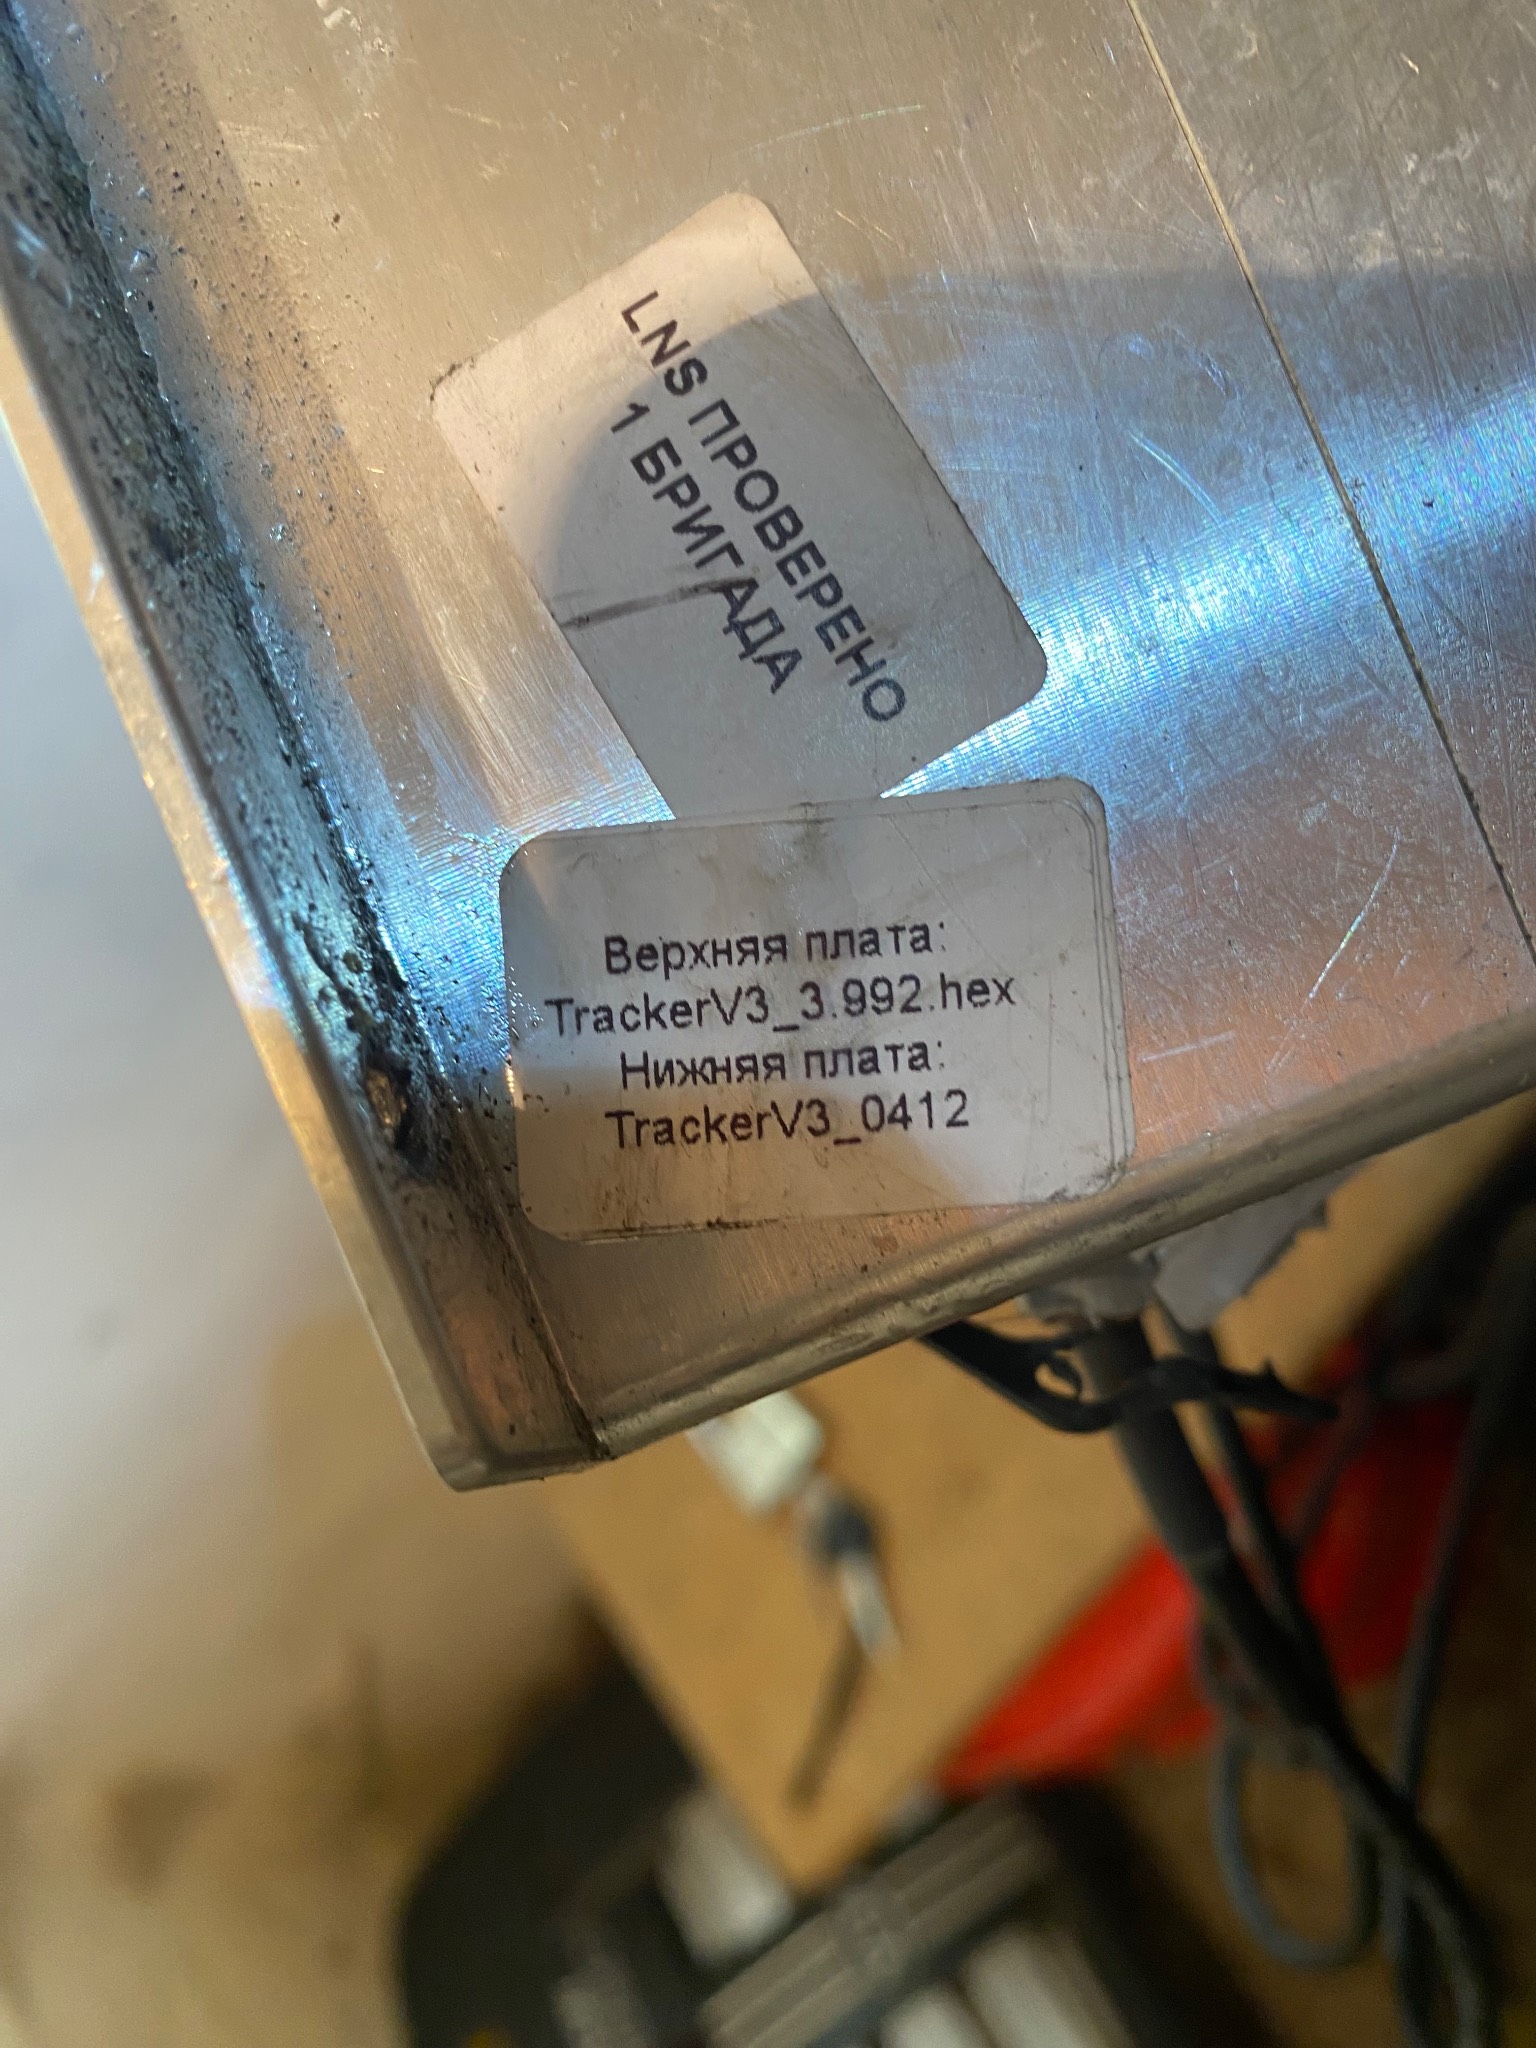 LNS ПРОВЕРЕНО
1 БРИГАДА
Верхняя плата:
TrackerV3_3.992.hex
Нижняя плата:
TrackerV3_0412